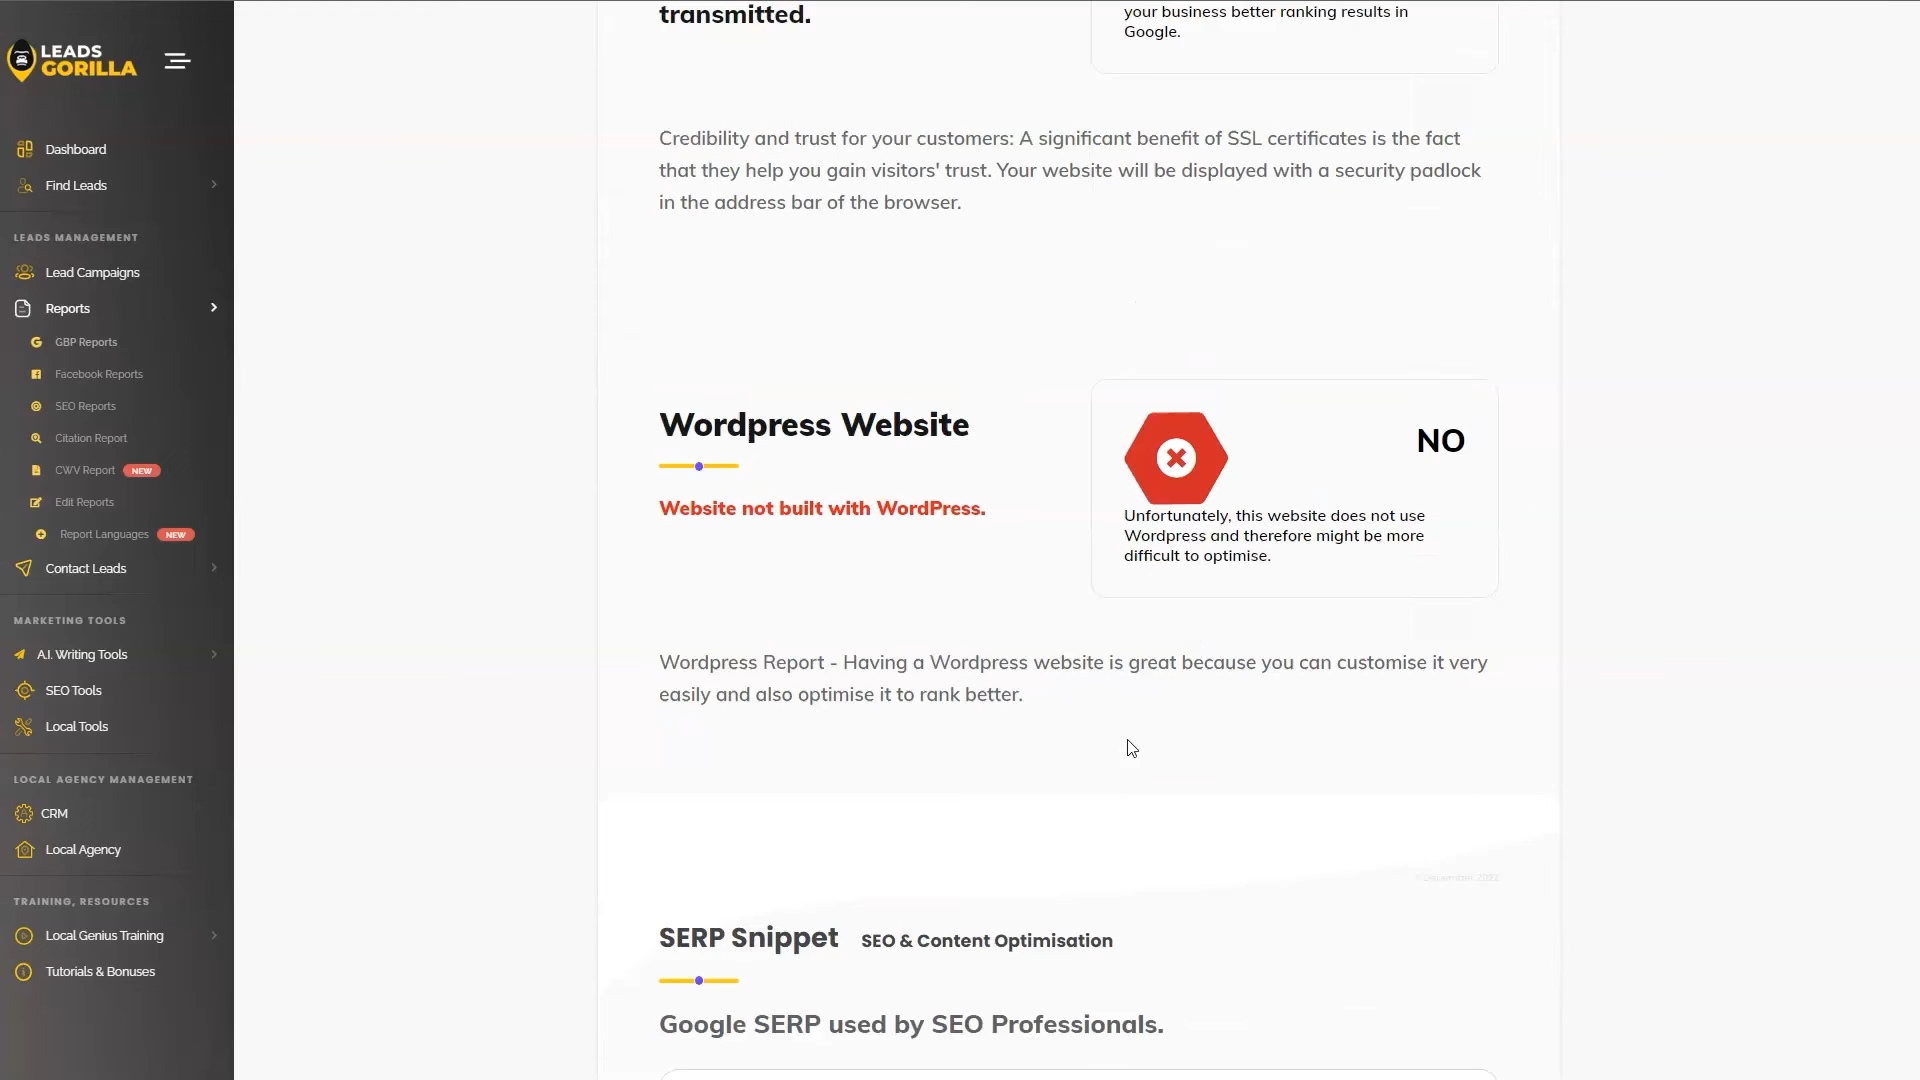 LEADS
GORILLA
Dashboard
Find Leads
LEADS MANAGEMENT
Lead Campaigns
Reports
GBP Reports
Facebook Reports
SEO Reports
Citation Report
CWV Report NEW
Edit Reports
Report Languages NEW
Contact Leads
MARKETING TOOLS
A.I. Writing Tools
SEO Tools
Local Tools
LOCAL AGENCY MANAGEMENT
CRM
Local Agency
TRAINING, RESOURCES
Local Genius Training
Tutorials & Bonuses
transmitted.
your business better ranking results in
Google.
Credibility and trust for your customers: A significant benefit of SSL certificates is the fact
that they help you gain visitors' trust. Your website will be displayed with a security padlock
in the address bar of the browser.
Wordpress Website
Website not built with WordPress.
NO
Unfortunately, this website does not use
Wordpress and therefore might be more
difficult to optimise.
Wordpress Report - Having a Wordpress website is great because you can customise it very
easily and also optimise it to rank better.
SERP Snippet SEO & Content Optimisation
Google SERP used by SEO Professionals.